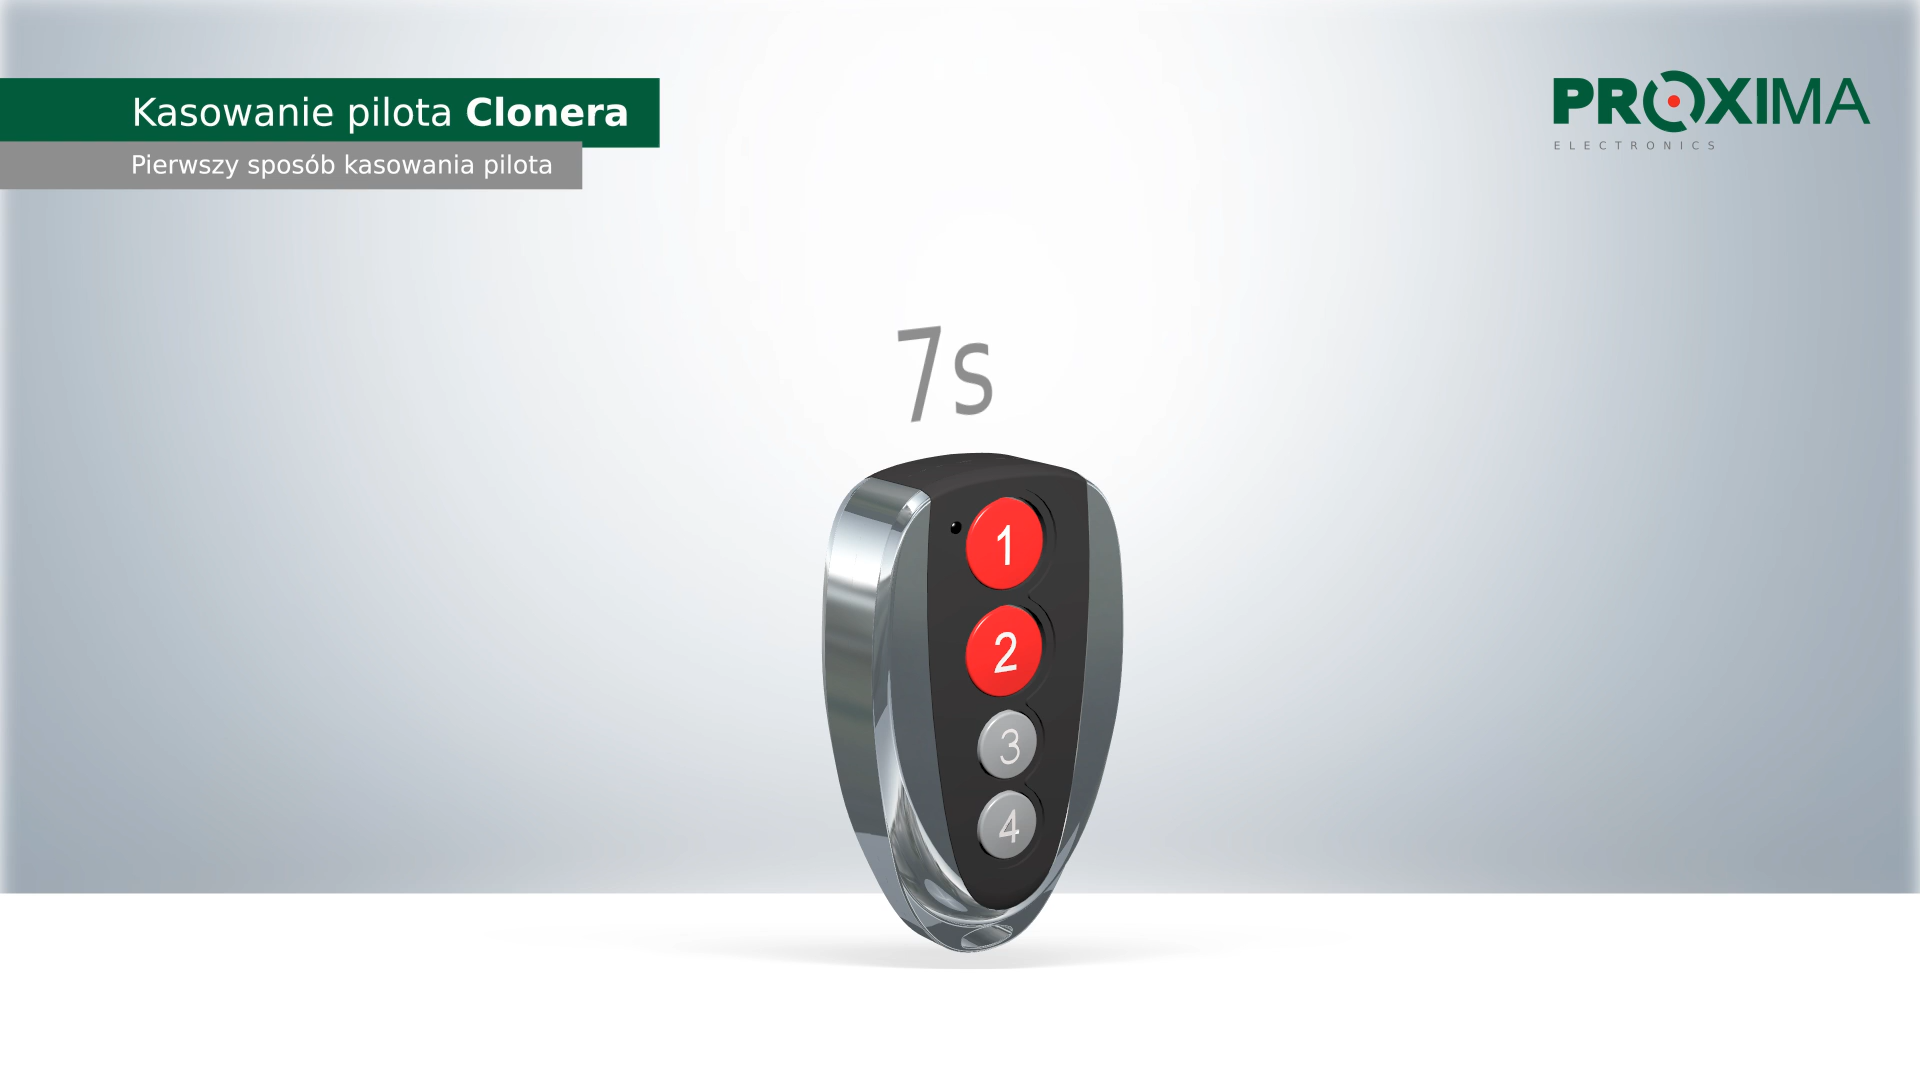 Kasowanie pilota Clonera
Pierwszy sposób kasowania pilota
PROXIMA
ELECTRONICS
7s
1
2
3
4